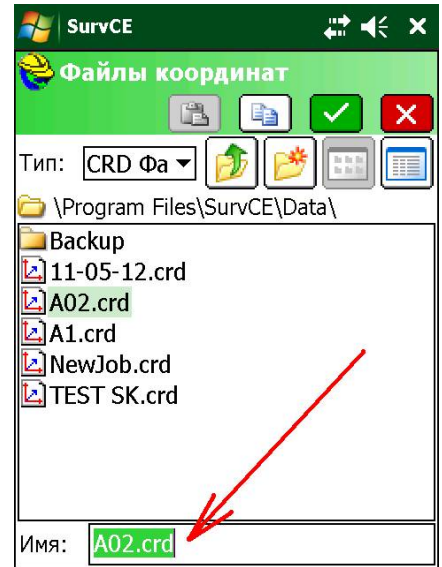 SurvCE
Файлы координат
Тип: CRD Фа
\Program Files\SurvCE\Data\
Backup
11-05-12.crd
A02.crd
A1.crd
NewJob.crd
TEST SK.crd
Имя: A02.crd